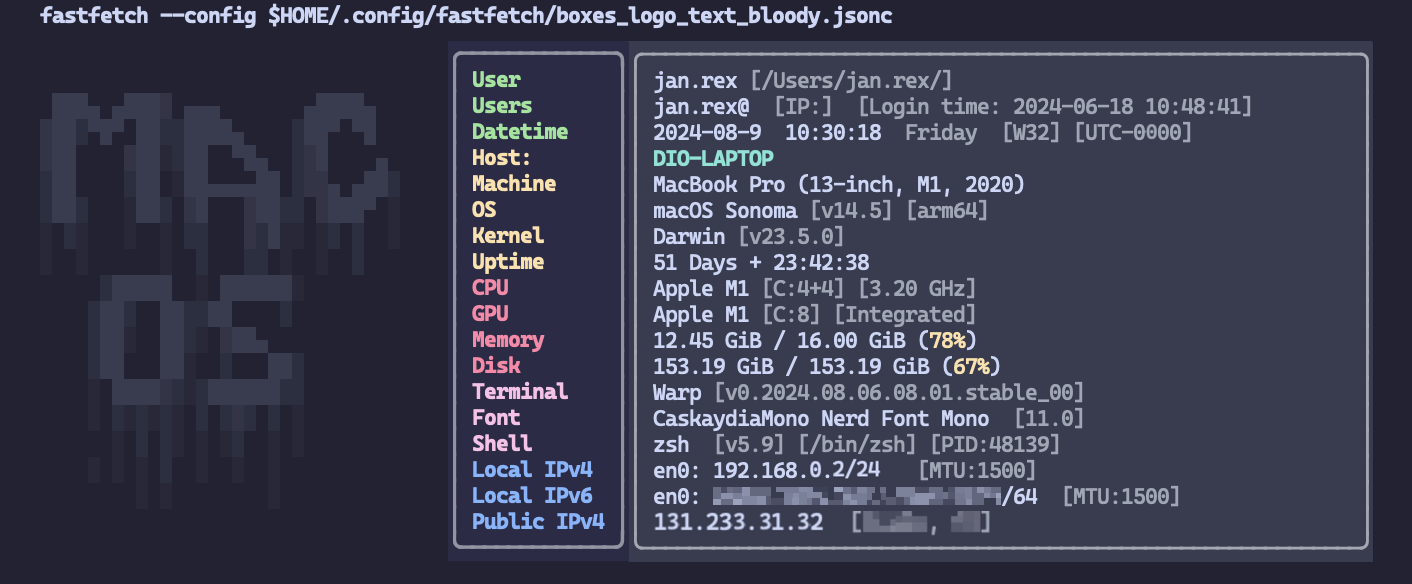 fastfetch --config $HOME/.config/fastfetch/boxes_logo_text_bloody.jsonc
MAC
OS
User jan.rex [/Users/jan.rex/]
Users jan.rex@ [IP:] [Login time: 2024-06-18 10:48:41]
Datetime 2024-08-9 10:30:18 Friday [W32] [UTC-0000]
Host: DIO-LAPTOP
Machine MacBook Pro (13-inch, M1, 2020)
OS macOS Sonoma [v14.5] [arm64]
Kernel Darwin [v23.5.0]
Uptime 51 Days + 23:42:38
CPU Apple M1 [C:4+4] [3.20 GHz]
GPU Apple M1 [C:8] [Integrated]
Memory 12.45 GiB / 16.00 GiB (78%)
Disk 153.19 GiB / 153.19 GiB (67%)
Terminal Warp [v0.2024.08.06.08.01.stable_00]
Font CaskaydiaMono Nerd Font Mono [11.0]
Shell zsh [v5.9] [/bin/zsh] [PID:48139]
Local IPv4 en0: 192.168.0.2/24 [MTU:1500]
Local IPv6 en0: /64 [MTU:1500]
Public IPv4 131.233.31.32 [ , ]